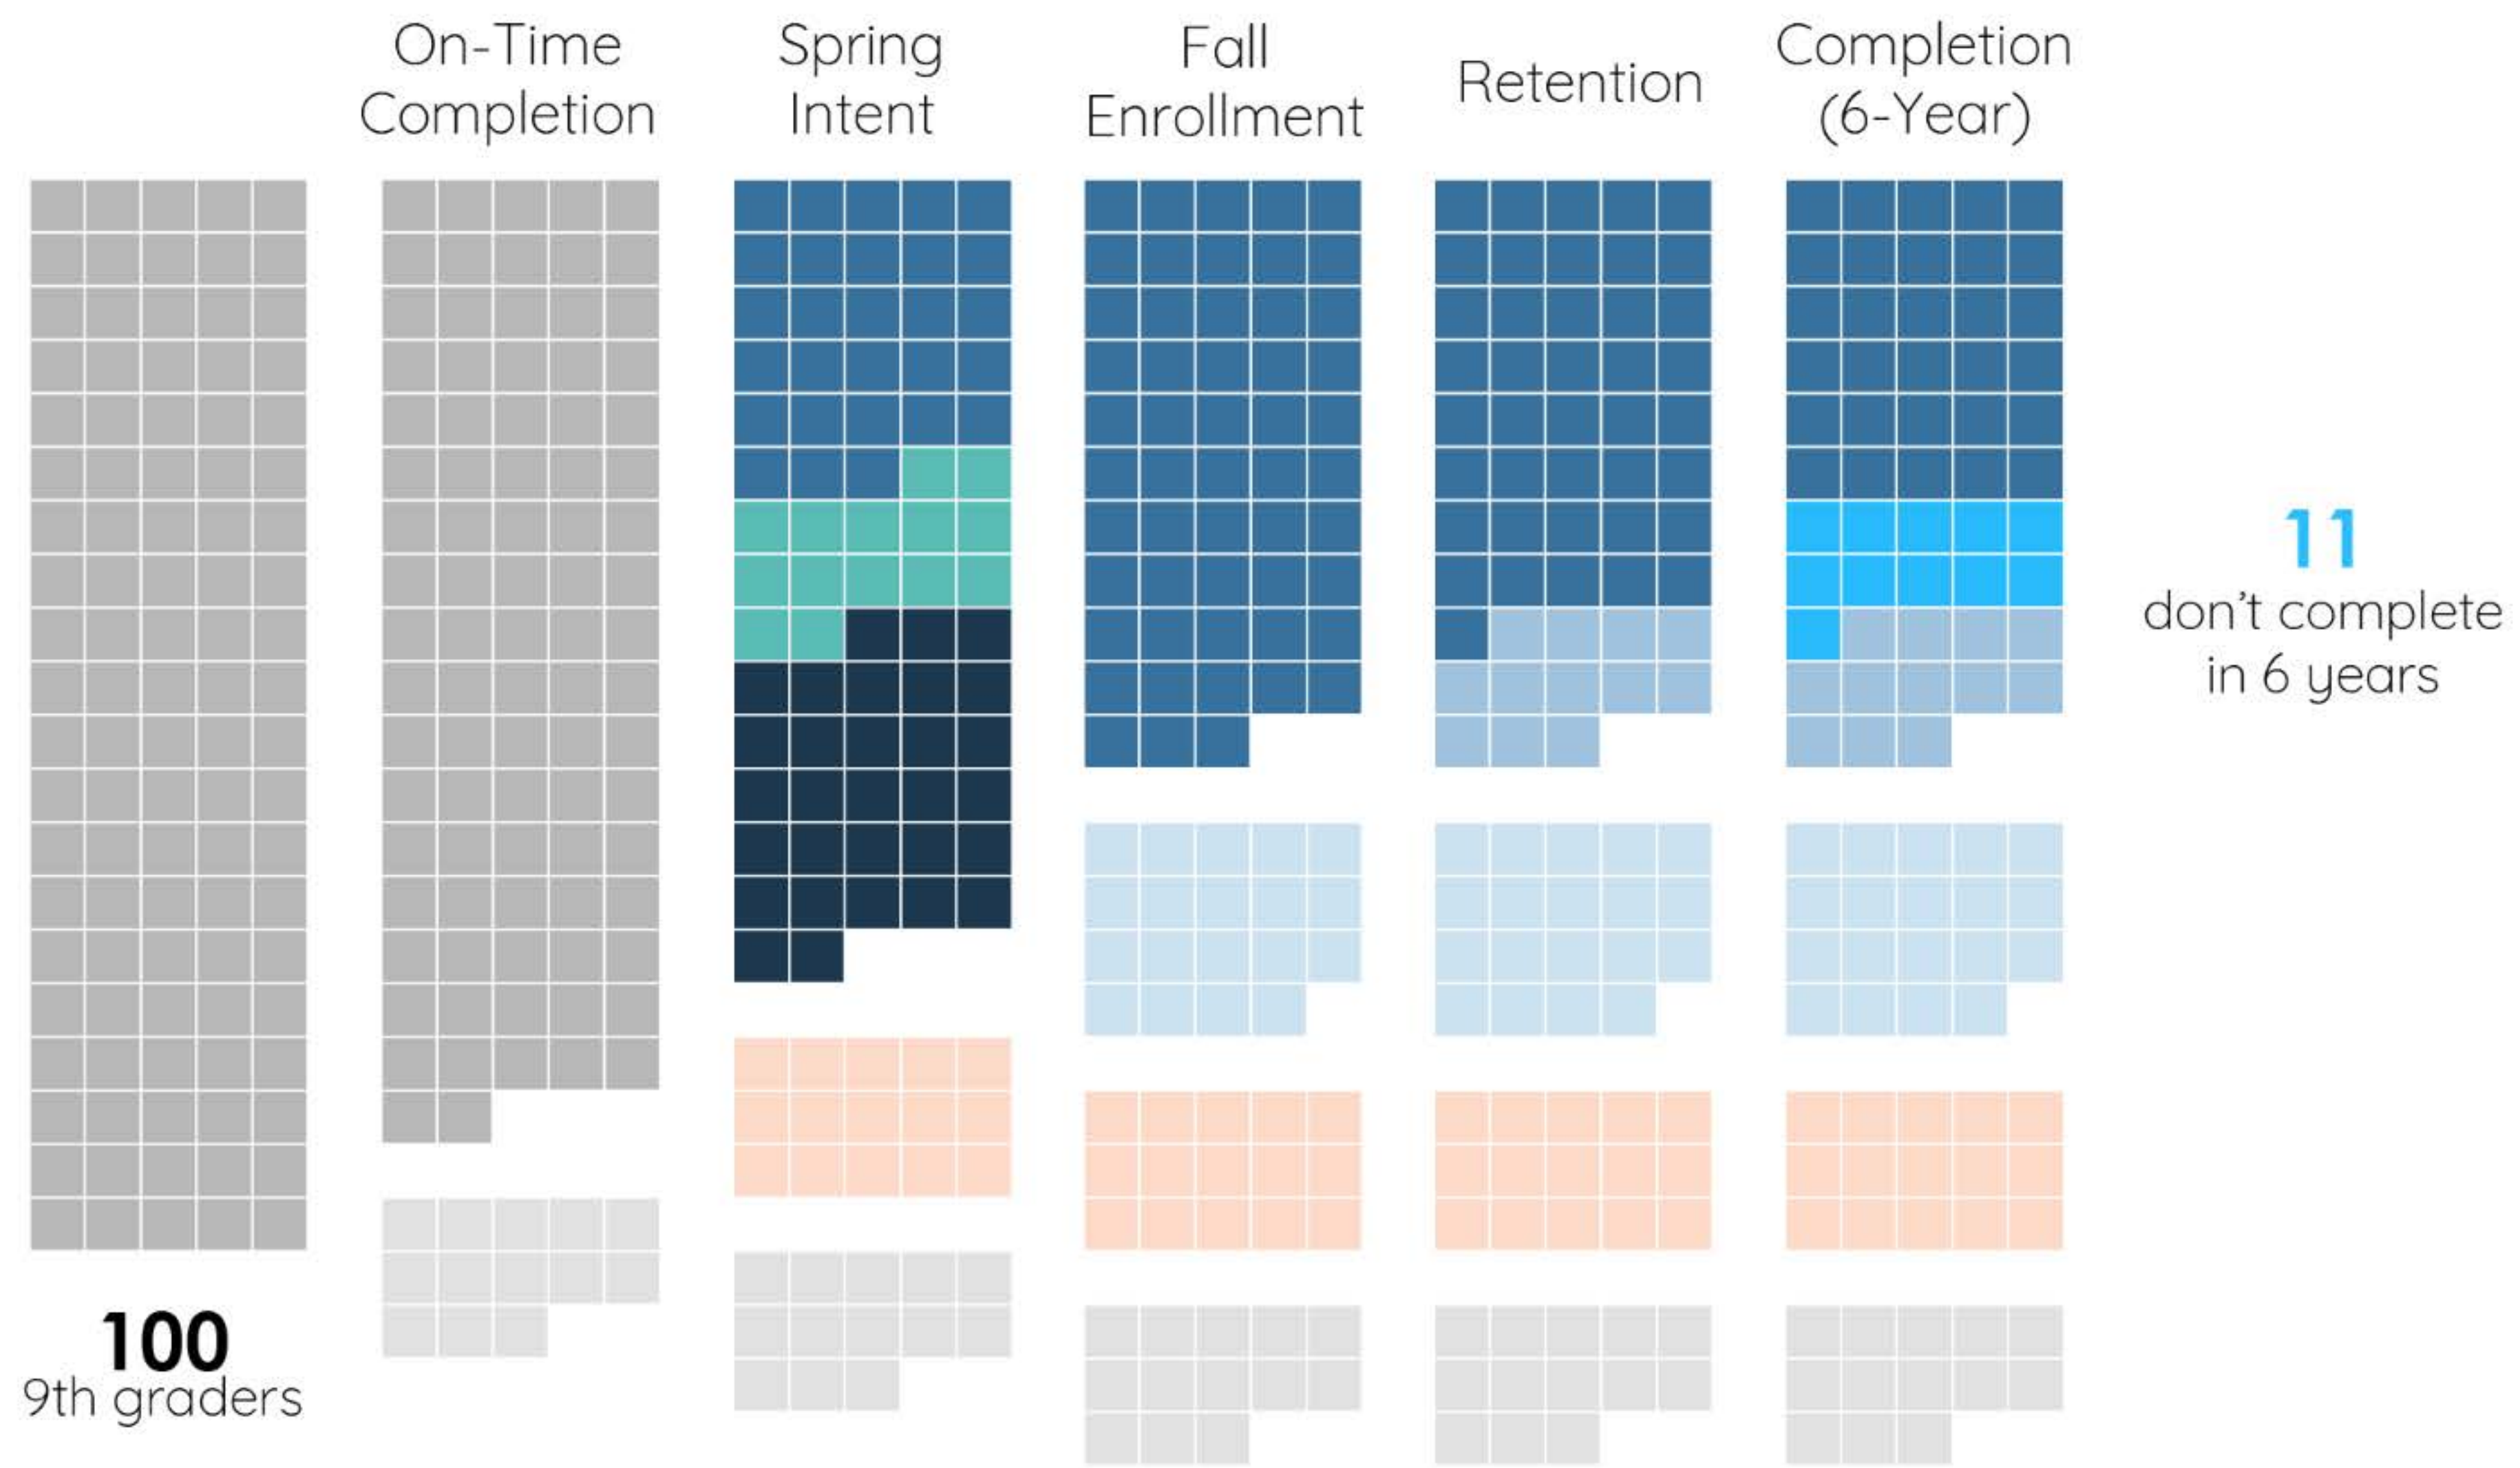 On-Time
Completion
Spring
Intent
Fall
Enrollment
Retention
Completion
(6-Year)
11
don't complete
in 6 years
100
9th graders